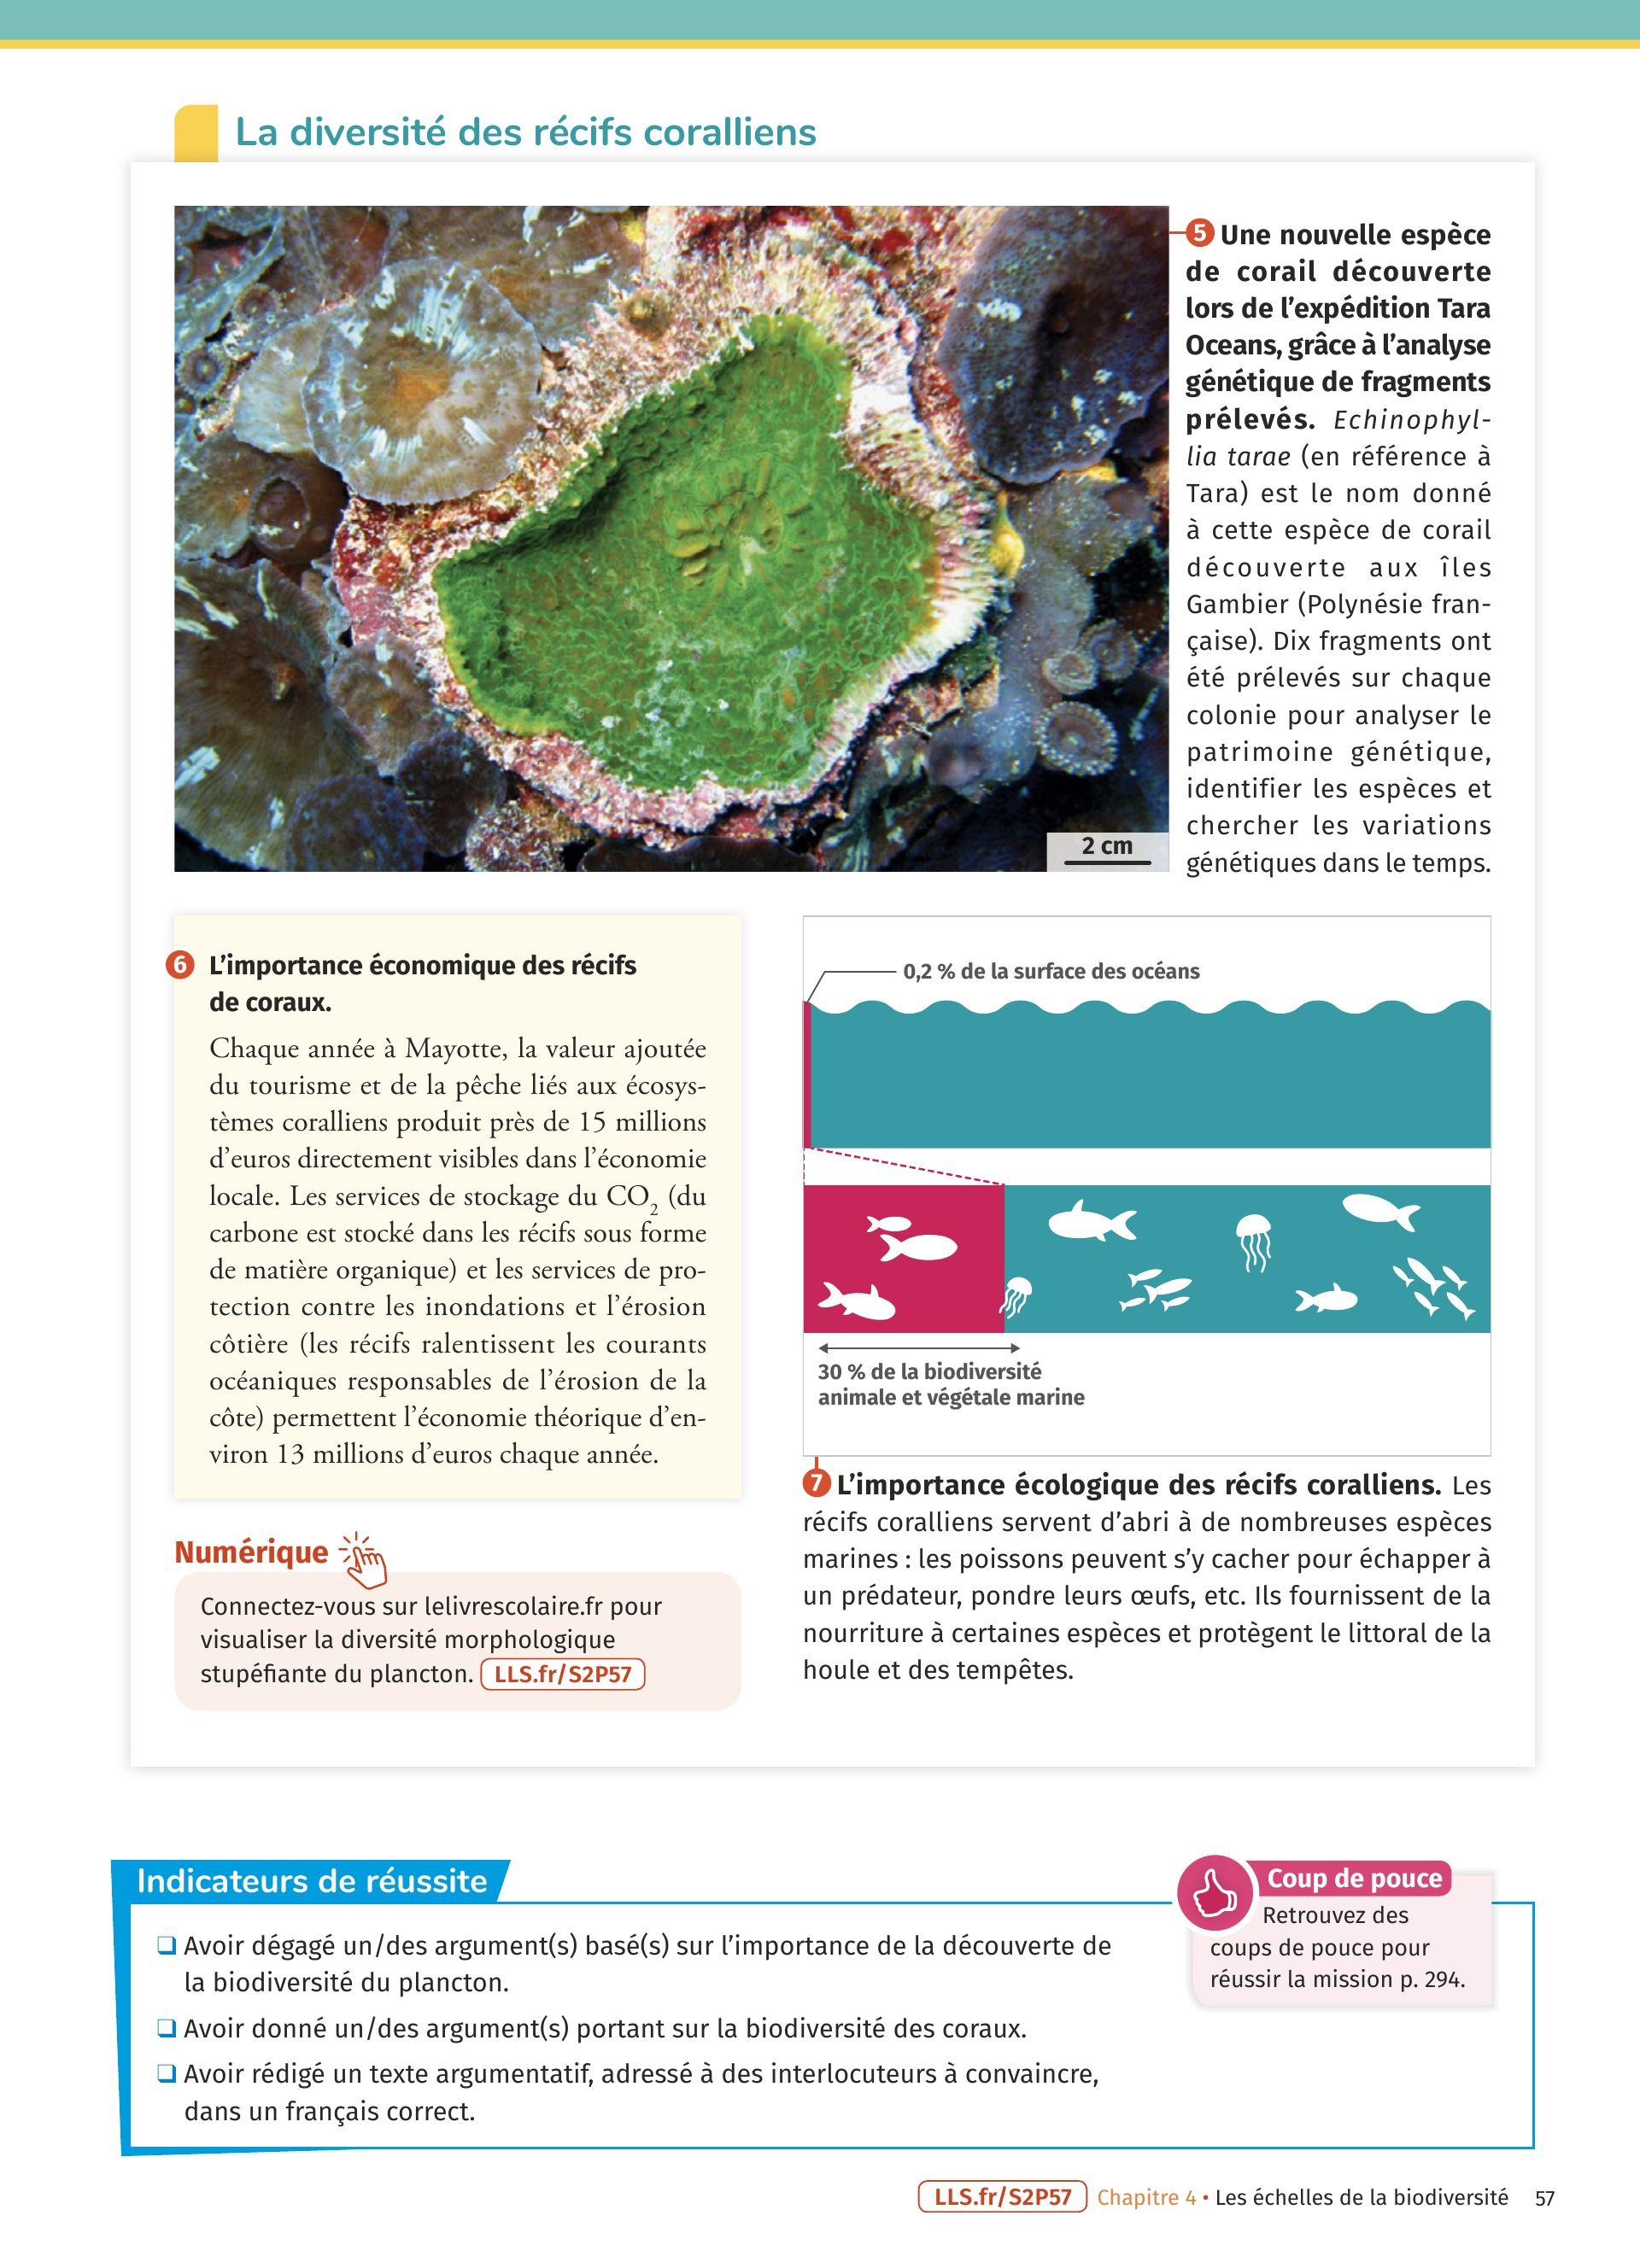 La diversité des récifs coralliens
2 cm
5 Une nouvelle espèce
de corail découverte
lors de l'expédition Tara
Oceans, grâce à l'analyse
génétique de fragments
prélevés. Echinophyl-
lia tarae (en référence à
Tara) est le nom donné
à cette espèce de corail
découverte aux îles
Gambier (Polynésie fran-
çaise). Dix fragments ont
été prélevés sur chaque
colonie pour analyser le
patrimoine génétique,
identifier les espèces et
chercher les variations
génétiques dans le temps.
6 L'importance économique des récifs
de coraux.
Chaque année à Mayotte, la valeur ajoutée
du tourisme et de la pêche liés aux écosys-
tèmes coralliens produit près de 15 millions
d'euros directement visibles dans l'économie
locale. Les services de stockage du CO₂ (du
carbone est stocké dans les récifs sous forme
de matière organique) et les services de pro-
tection contre les inondations et l'érosion
côtière (les récifs ralentissent les courants
océaniques responsables de l'érosion de la
côte) permettent l'économie théorique d'en-
viron 13 millions d'euros chaque année.
Numérique
Connectez-vous sur lelivrescolaire.fr pour
visualiser la diversité morphologique
stupéfiante du plancton. LLS.fr/S2P57
0,2 % de la surface des océans
30 % de la biodiversité
animale et végétale marine
7 L'importance écologique des récifs coralliens. Les
récifs coralliens servent d'abri à de nombreuses espèces
marines : les poissons peuvent s'y cacher pour échapper à
un prédateur, pondre leurs œufs, etc. Ils fournissent de la
nourriture à certaines espèces et protègent le littoral de la
houle et des tempêtes.
Indicateurs de réussite
❑ Avoir dégagé un/des argument(s) basé(s) sur l'importance de la découverte de
la biodiversité du plancton.
❑ Avoir donné un/des argument(s) portant sur la biodiversité des coraux.
❑ Avoir rédigé un texte argumentatif, adressé à des interlocuteurs à convaincre,
dans un français correct.
Coup de pouce
Retrouvez des
coups de pouce pour
réussir la mission p. 294.
LLS.fr/S2P57 Chapitre 4 • Les échelles de la biodiversité 57